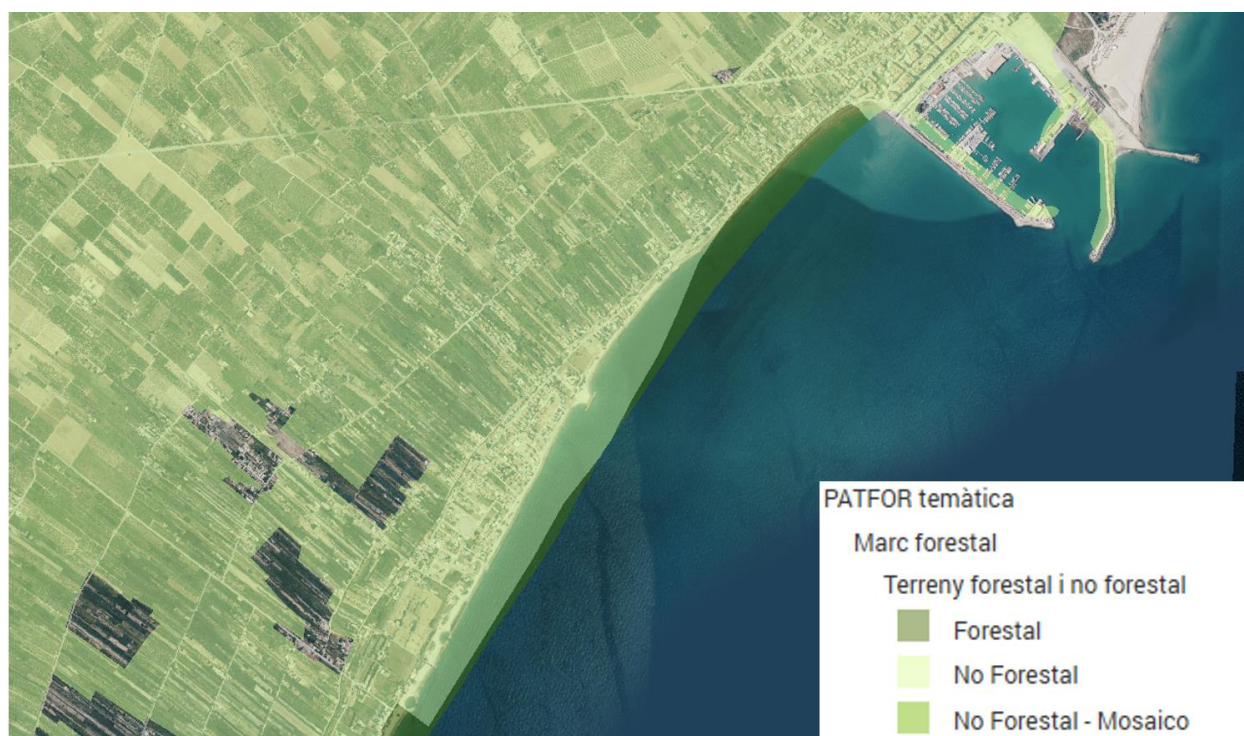 PATFOR temàtica
Marc forestal
Terreny forestal i no forestal
Forestal
No Forestal
No Forestal - Mosaico